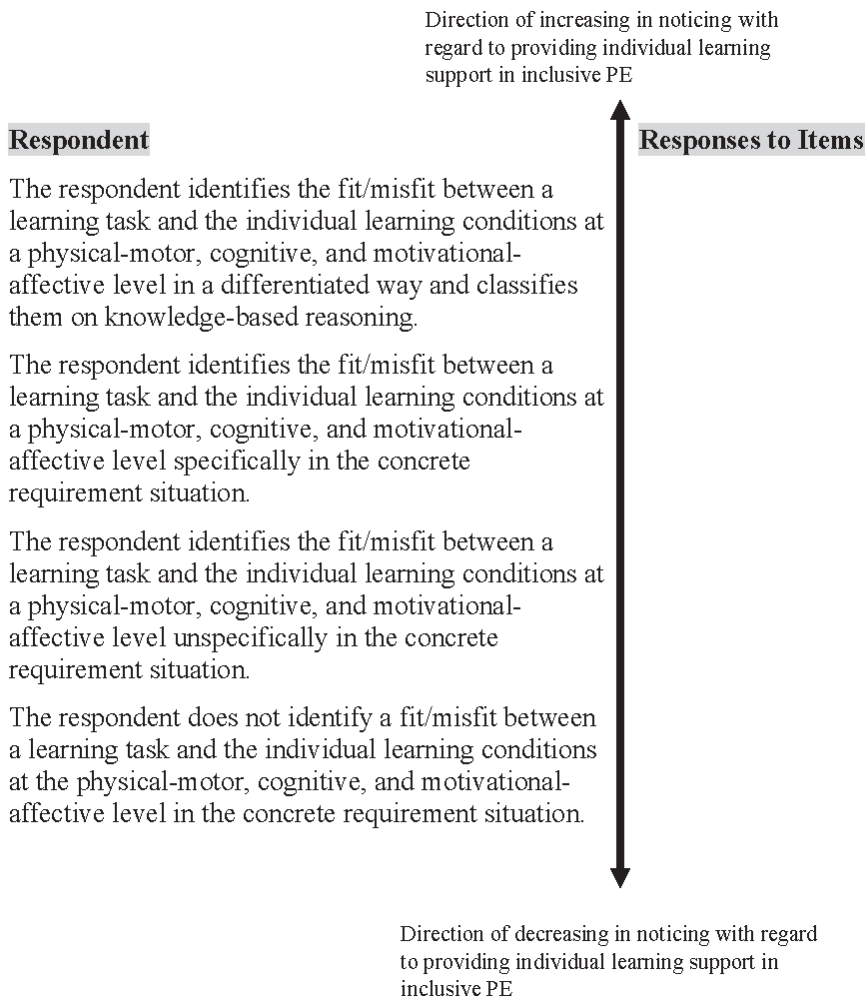 Direction of increasing in noticing with
regard to providing individual learning
support in inclusive PE
Respondent
Responses to Items
The respondent identifies the fit/misfit between a
learning task and the individual learning conditions at
a physical-motor, cognitive, and motivational-
affective level in a differentiated way and classifies
them on knowledge-based reasoning.
The respondent identifies the fit/misfit between a
learning task and the individual learning conditions at
a physical-motor, cognitive, and motivational-
affective level specifically in the concrete
requirement situation.
The respondent identifies the fit/misfit between a
learning task and the individual learning conditions at
a physical-motor, cognitive, and motivational-
affective level unspecifically in the concrete
requirement situation.
The respondent does not identify a fit/misfit between
a learning task and the individual learning conditions
at the physical-motor, cognitive, and motivational-
affective level in the concrete requirement situation.
Direction of decreasing in noticing with regard
to providing individual learning support in
inclusive PE